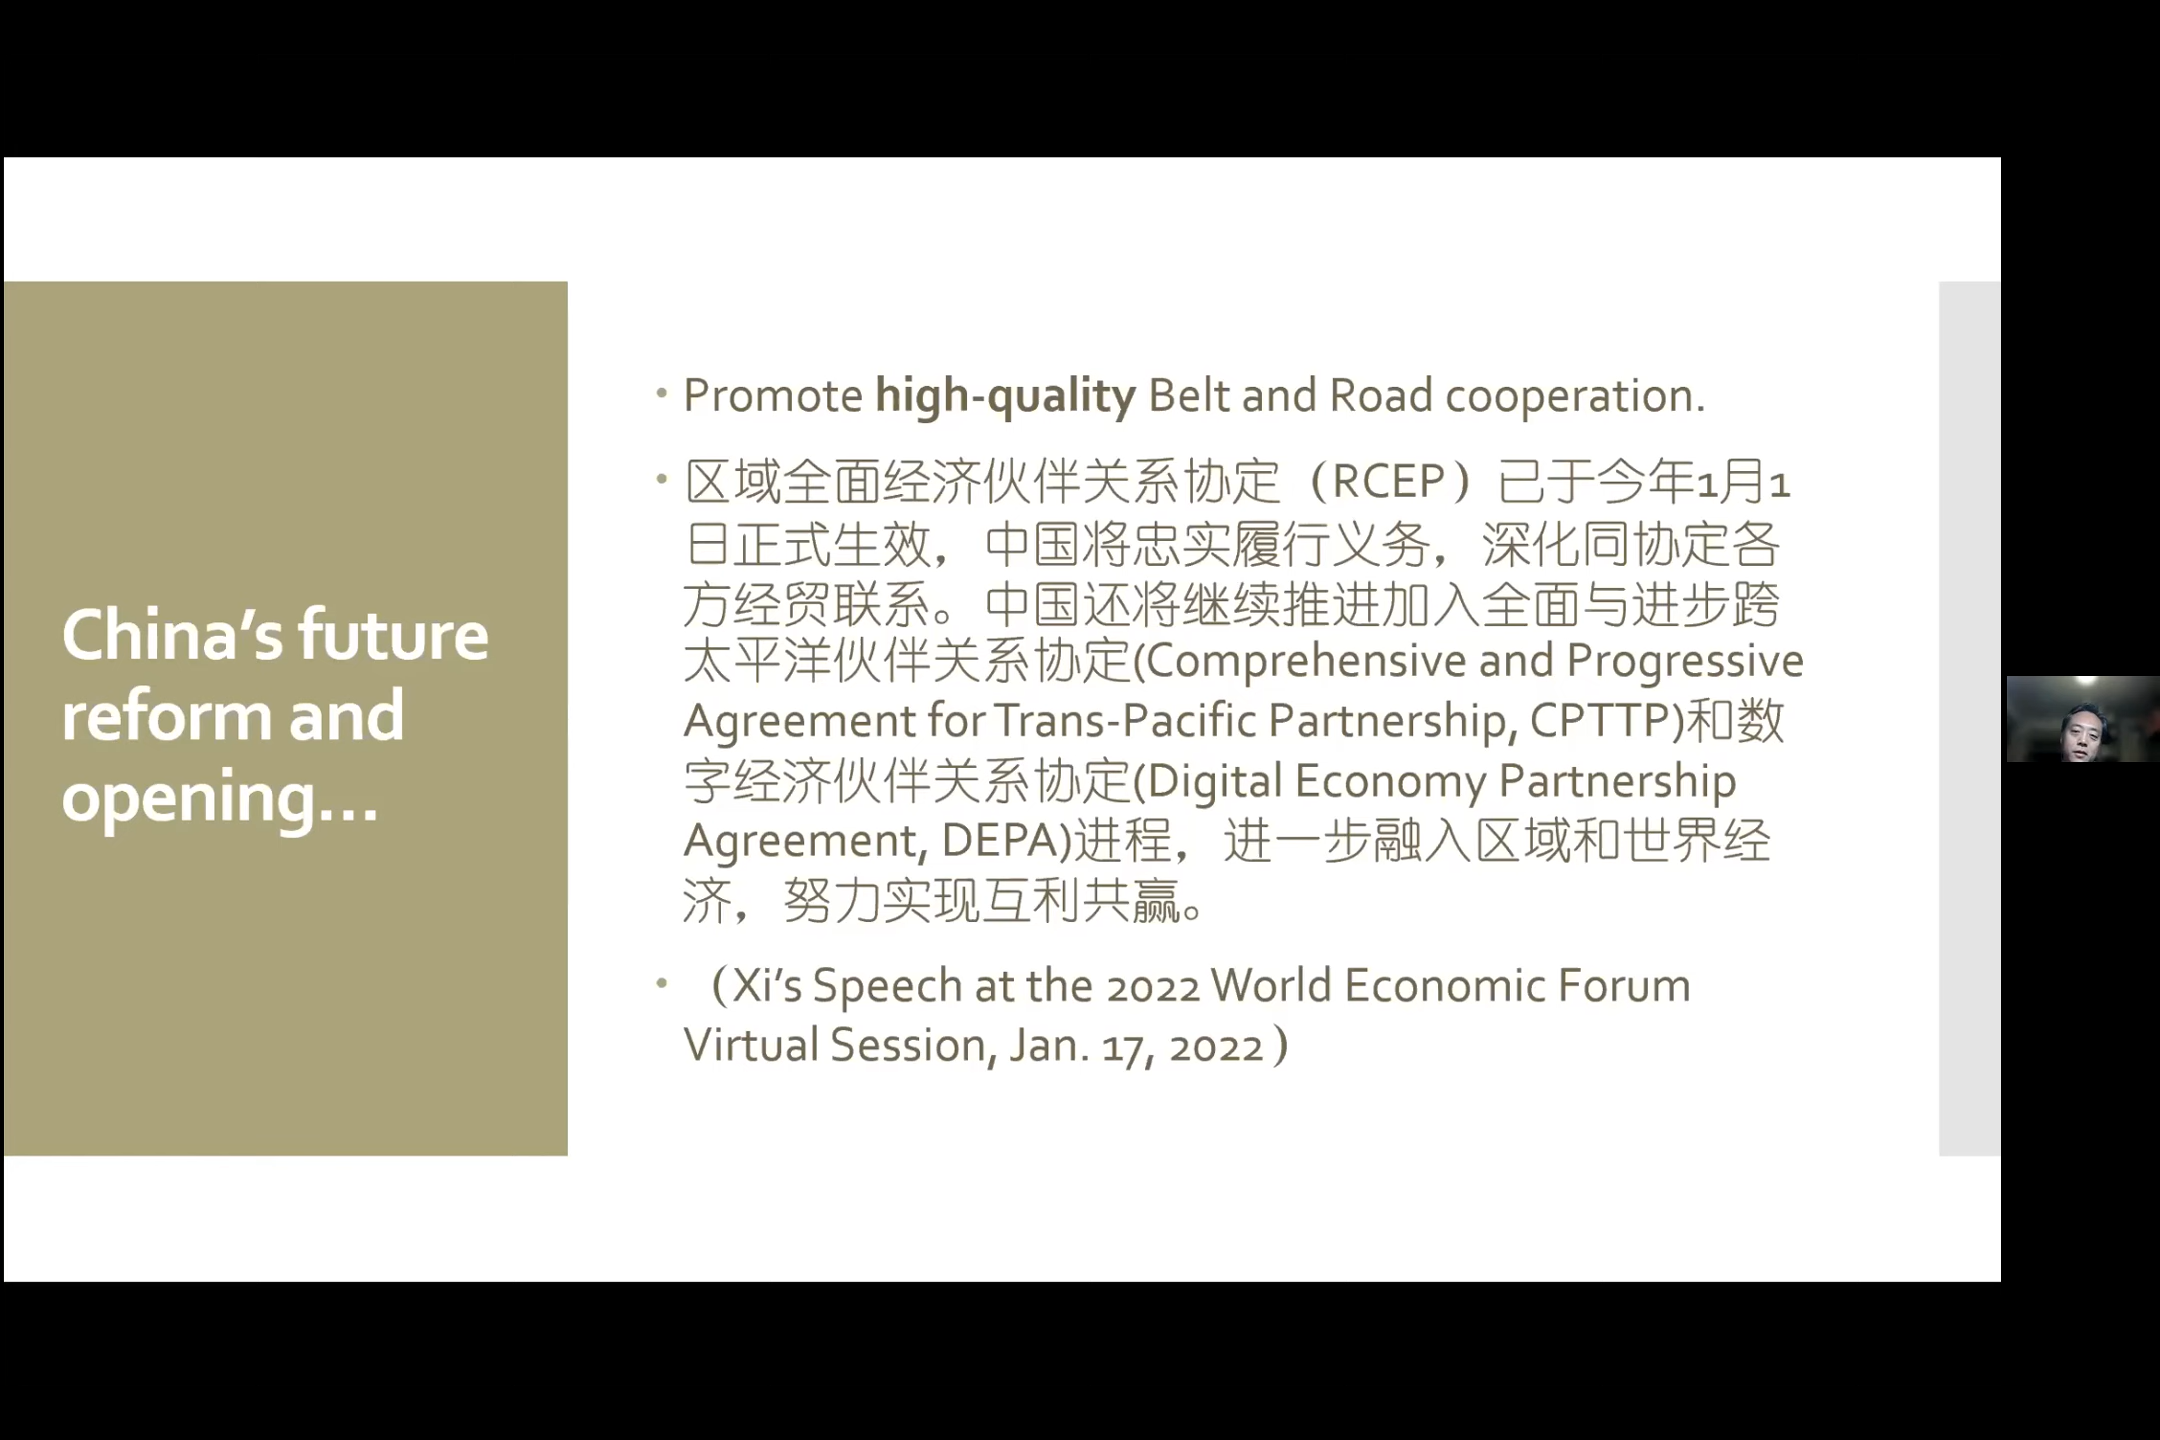 China's future
reform and
opening...
• Promote high-quality Belt and Road cooperation.
• 区域全面经济伙伴关系协定（RCEP）已于今年1月1
日正式生效，中国将忠实履行义务，深化同协定各
方经贸联系。中国还将继续推进加入全面与进步跨
太平洋伙伴关系协定(Comprehensive and Progressive
Agreement for Trans-Pacific Partnership, CPTTP)和数
字经济伙伴关系协定(Digital Economy Partnership
Agreement, DEPA)进程，进一步融入区域和世界经
济，努力实现互利共赢。
• （Xi's Speech at the 2022 World Economic Forum
Virtual Session, Jan. 17, 2022）